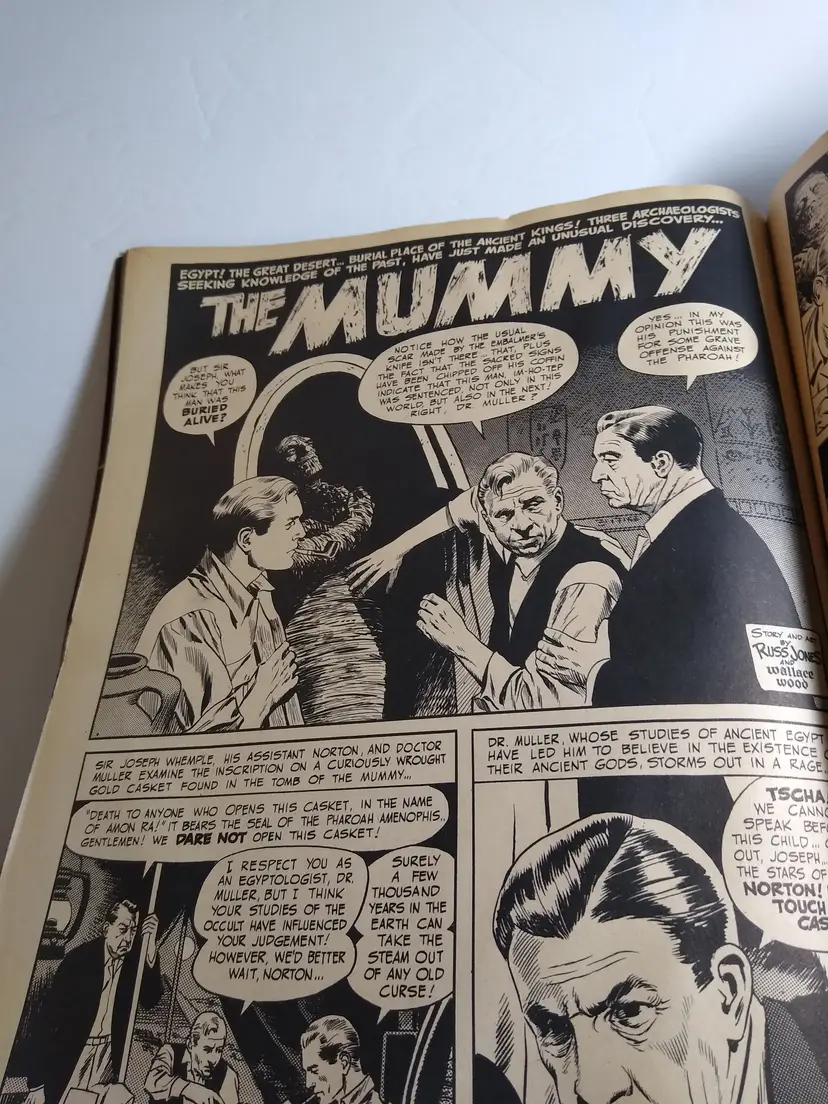 EGYPT! THE GREAT DESERT... BURIAL PLACE OF THE ANCIENT KINGS! THREE ARCHAEOLOGISTS
SEEKING KNOWLEDGE OF THE PAST, HAVE JUST MADE AN UNUSUAL DISCOVERY...
THE MUMMY
BUT SIR
JOSEPH, WHAT
MAKES YOU
THINK THAT THIS
MAN WAS
BURIED
ALIVE?
NOTICE HOW THE USUAL
SCAR MADE BY THE EMBALMER'S
KNIFE ISN'T THERE... THAT, PLUS
THE FACT THAT THE SACRED SIGNS
HAVE BEEN CHIPPED OFF HIS COFFIN
INDICATE THAT THIS MAN, IM-HO-TEP
WAS SENTENCED NOT ONLY IN THIS
WORLD, BUT ALSO IN THE NEXT!
RIGHT, DR. MULLER?
YES... IN MY
OPINION THIS WAS
HIS PUNISHMENT
FOR SOME GRAVE
OFFENSE AGAINST
THE PHAROAH!
STORY AND ART
BY
RUSS JONES
AND
wallace
wood
SIR JOSEPH WHEMPLE, HIS ASSISTANT NORTON, AND DOCTOR
MULLER EXAMINE THE INSCRIPTION ON A CURIOUSLY WROUGHT
GOLD CASKET FOUND IN THE TOMB OF THE MUMMY...
"DEATH TO ANYONE WHO OPENS THIS CASKET, IN THE NAME
OF AMON RA!" IT BEARS THE SEAL OF THE PHAROAH AMENOPHIS..
GENTLEMEN! WE DARE NOT OPEN THIS CASKET!
I RESPECT YOU AS
AN EGYPTOLOGIST, DR.
MULLER, BUT I THINK
YOUR STUDIES OF THE
OCCULT HAVE INFLUENCED
YOUR JUDGEMENT!
HOWEVER, WE'D BETTER
WAIT, NORTON...
SURELY
A FEW
THOUSAND
YEARS IN THE
EARTH CAN
TAKE THE
STEAM OUT
OF ANY OLD
CURSE!
DR. MULLER, WHOSE STUDIES OF ANCIENT EGYPT
HAVE LED HIM TO BELIEVE IN THE EXISTENCE
THEIR ANCIENT GODS, STORMS OUT IN A RAGE
TSCHA
WE CANNO
SPEAK BEF
THIS CHILD...
OUT, JOSEPH...
THE STARS OF
NORTON!
TOUCH
CAS